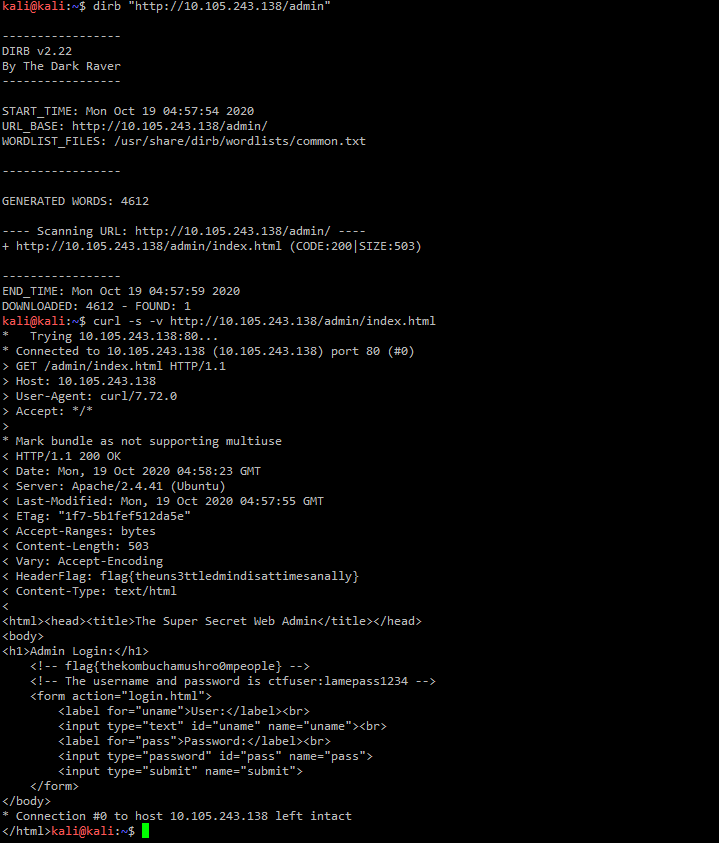 kali@kali:~$ dirb "http://10.105.243.138/admin"
-----------------
DIRB v2.22
By The Dark Raver
-----------------
START_TIME: Mon Oct 19 04:57:54 2020
URL_BASE: http://10.105.243.138/admin/
WORDLIST_FILES: /usr/share/dirb/wordlists/common.txt
-----------------
GENERATED WORDS: 4612
---- Scanning URL: http://10.105.243.138/admin/ ----
+ http://10.105.243.138/admin/index.html (CODE:200|SIZE:503)
-----------------
END_TIME: Mon Oct 19 04:57:59 2020
DOWNLOADED: 4612 - FOUND: 1
kali@kali:~$ curl -s -v http://10.105.243.138/admin/index.html
*   Trying 10.105.243.138:80...
* Connected to 10.105.243.138 (10.105.243.138) port 80 (#0)
> GET /admin/index.html HTTP/1.1
> Host: 10.105.243.138
> User-Agent: curl/7.72.0
> Accept: */*
>
* Mark bundle as not supporting multiuse
< HTTP/1.1 200 OK
< Date: Mon, 19 Oct 2020 04:58:23 GMT
< Server: Apache/2.4.41 (Ubuntu)
< Last-Modified: Mon, 19 Oct 2020 04:57:55 GMT
< ETag: "1f7-5b1fef512da5e"
< Accept-Ranges: bytes
< Content-Length: 503
< Vary: Accept-Encoding
< HeaderFlag: flag{theuns3ttledmindisattimesanally}
< Content-Type: text/html
<
<html><head><title>The Super Secret Web Admin</title></head>
<body>
<h1>Admin Login:</h1>
    <!-- flag{thekombuchamushro0mpeople} -->
    <!-- The username and password is ctfuser:lamepass1234 -->
    <form action="login.html">
        <label for="uname">User:</label><br>
        <input type="text" id="uname" name="uname"><br>
        <label for="pass">Password:</label><br>
        <input type="password" id="pass" name="pass">
        <input type="submit" name="submit">
    </form>
</body>
* Connection #0 to host 10.105.243.138 left intact
</html>kali@kali:~$